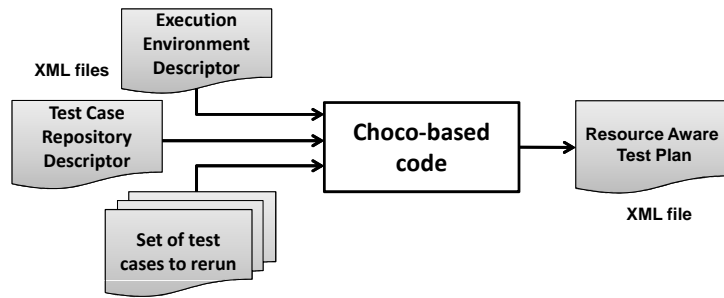 Execution
Environment
Descriptor
XML files
Test Case
Repository
Descriptor
Set of test
cases to rerun
Choco-based
code
Resource Aware
Test Plan
XML file